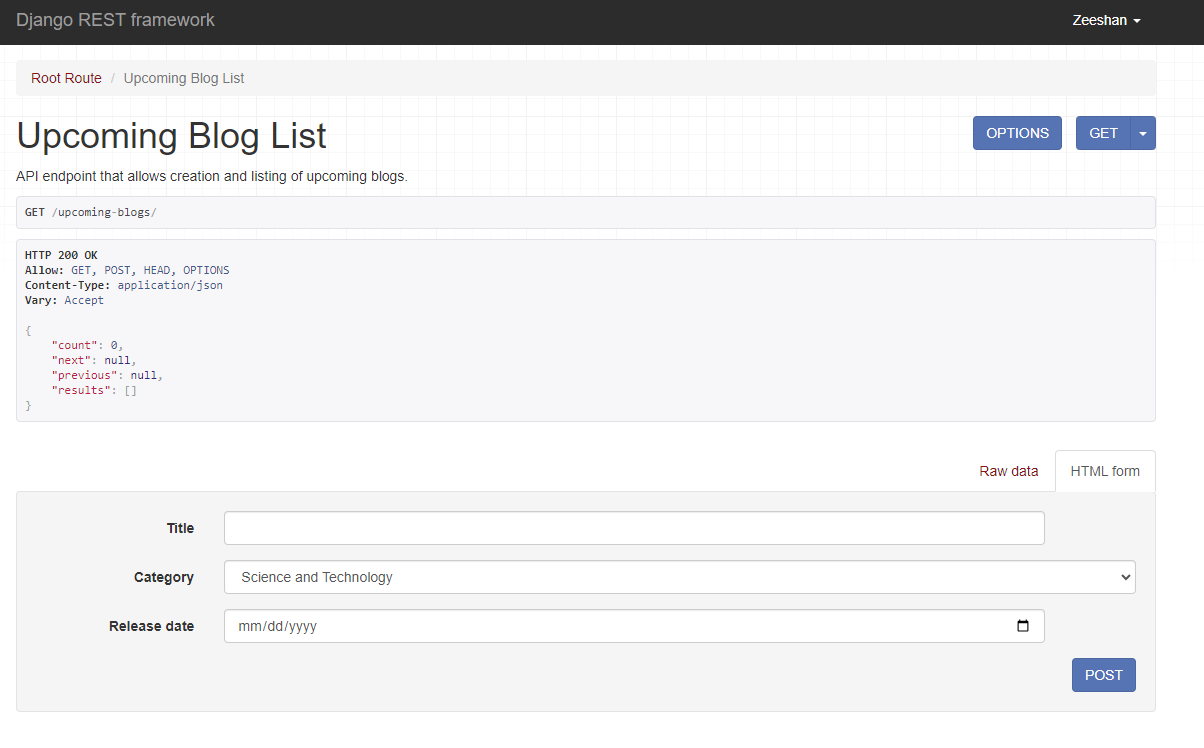 Django REST framework
Zeeshan
Root Route / Upcoming Blog List
Upcoming Blog List
OPTIONS
GET
API endpoint that allows creation and listing of upcoming blogs.
GET /upcoming-blogs/
HTTP 200 OK
Allow: GET, POST, HEAD, OPTIONS
Content-Type: application/json
Vary: Accept
{
    "count": 0,
    "next": null,
    "previous": null,
    "results": []
}
Raw data
HTML form
Title
Category
Science and Technology
Release date
mm/dd/yyyy
POST